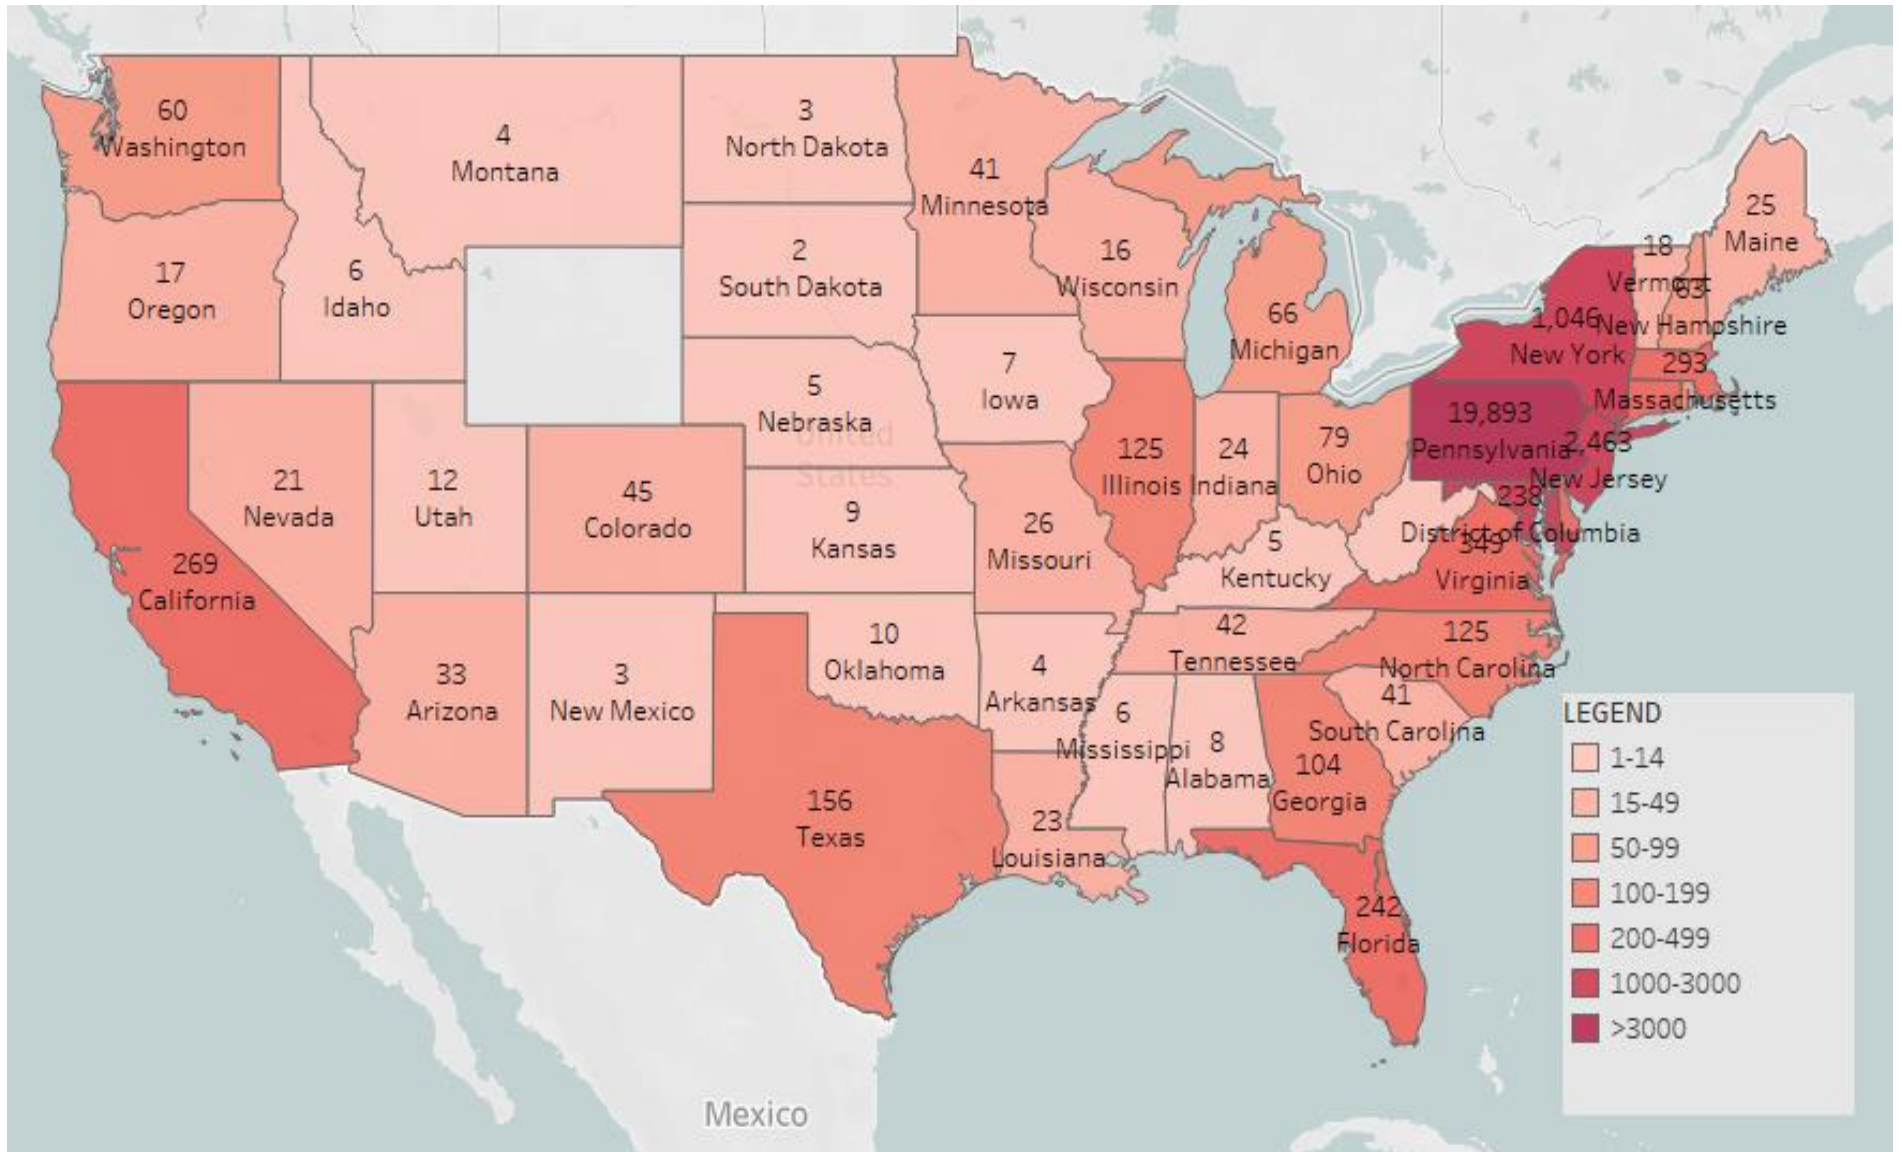 60
Washington
4
Montana
3
North Dakota
41
Minnesota
17
Oregon
6
Idaho
2
South Dakota
16
Wisconsin
66
Michigan
25
Maine
18
Vermont
63
New Hampshire
1,046
New York
293
Massachusetts
5
Nebraska
7
Iowa
19,893
Pennsylvania
2,463
New Jersey
United
States
21
Nevada
12
Utah
45
Colorado
9
Kansas
26
Missouri
125
Illinois
24
Indiana
79
Ohio
238
District of Columbia
349
Virginia
269
California
5
Kentucky
42
Tennessee
125
North Carolina
33
Arizona
3
New Mexico
10
Oklahoma
4
Arkansas
6
Mississippi
8
Alabama
104
Georgia
41
South Carolina
156
Texas
23
Louisiana
242
Florida
Mexico
LEGEND
1-14
15-49
50-99
100-199
200-499
1000-3000
>3000